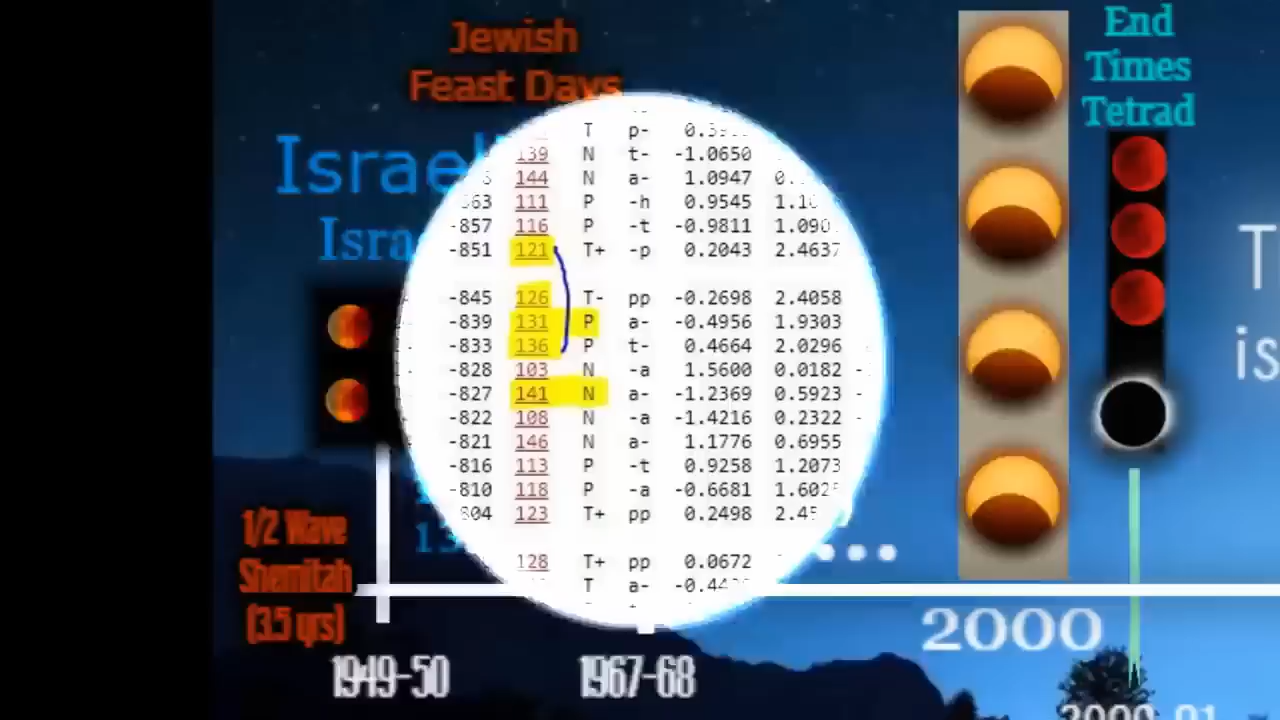 Jewish
Feast Days
End
Times
Tetrad
T p-
139 N t- -1.0650
144 N a- 1.0947
111 P -h 0.9545
-857 116 P -t -0.9811 1.090
-851 121 T+ -p 0.2043 2.4637
-845 126 T- pp -0.2698 2.4058
-839 131 P a- -0.4956 1.9303
-833 136 P t- 0.4664 2.0296
-828 103 N -a 1.5600 0.0182 -
-827 141 N a- -1.2369 0.5923 -
-822 108 N -a -1.4216 0.2322 -
-821 146 N a- 1.1776 0.6955
-816 113 P -t 0.9258 1.2073
-810 118 P -a -0.6681
804 123 T+ pp 0.2498
128 T+ pp 0.0672
T a-
is
1/2 Wave
Shemitah
(3.5 yrs)
2000
1949-50
1967-68